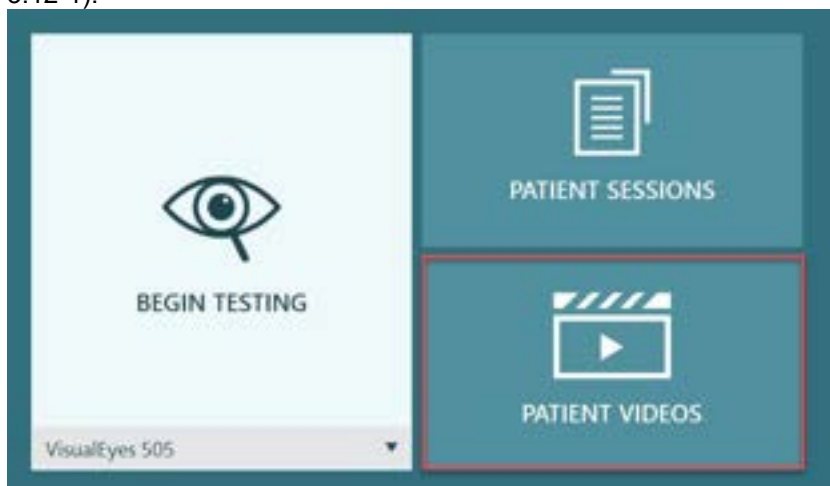 PATIENT SESSIONS
BEGIN TESTING
PATIENT VIDEOS
VisualEyes 505